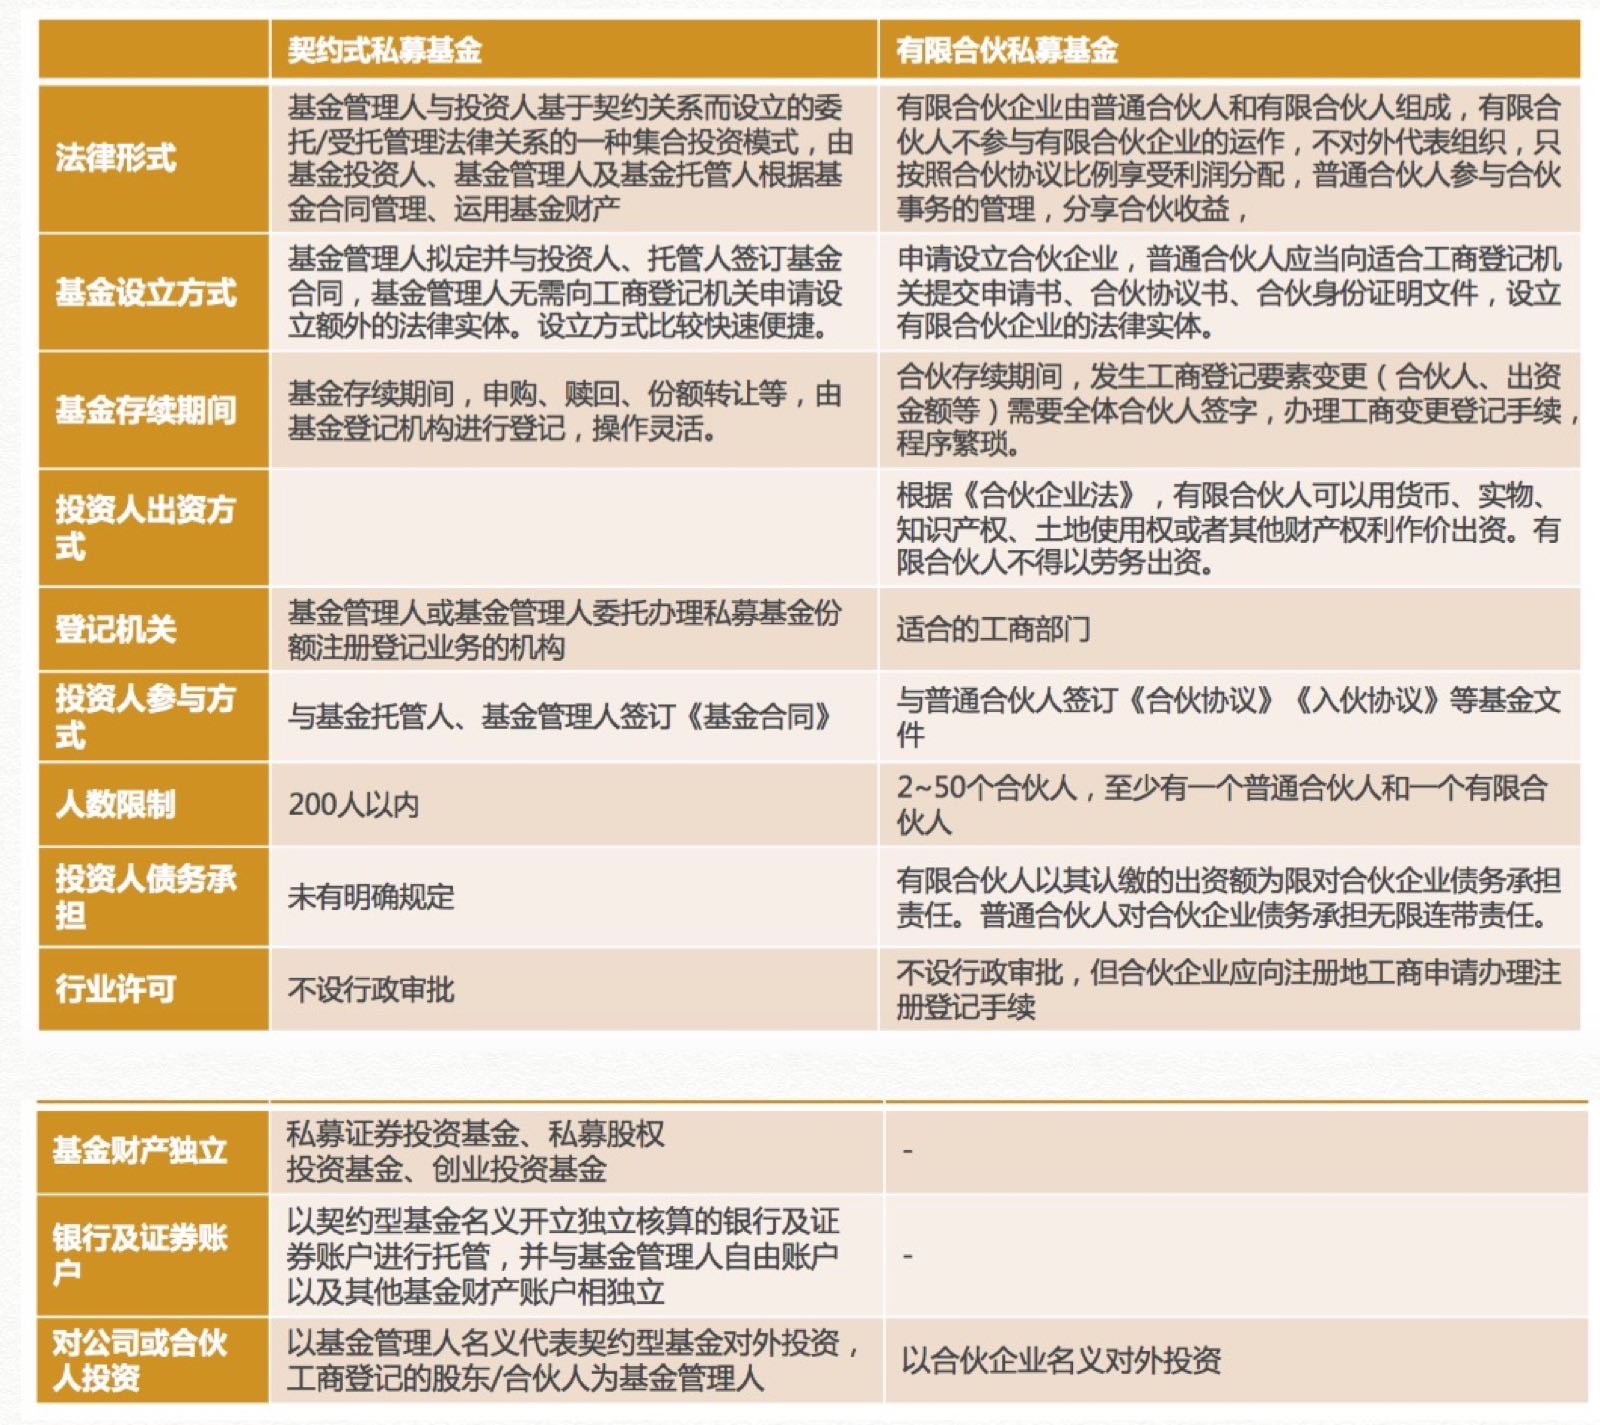 契约式私募基金
有限合伙私募基金
法律形式
基金管理人与投资人基于契约关系而设立的委
托/受托管理法律关系的一种集合投资模式，由
基金投资人、基金管理人及基金托管人根据基
金合同管理、运用基金财产
有限合伙企业由普通合伙人和有限合伙人组成，有限合
伙人不参与有限合伙企业的运作，不对外代表组织，只
按照合伙协议比例享受利润分配，普通合伙人参与合伙
事务的管理，分享合伙收益，
基金设立方式
基金管理人拟定并与投资人、托管人签订基金
合同，基金管理人无需向工商登记机关申请设
立额外的法律实体。设立方式比较快速便捷。
申请设立合伙企业，普通合伙人应当向适合工商登记机
关提交申请书、合伙协议书、合伙身份证明文件，设立
有限合伙企业的法律实体。
基金存续期间
基金存续期间，申购、赎回、份额转让等，由
基金登记机构进行登记，操作灵活。
合伙存续期间，发生工商登记要素变更（合伙人、出资
金额等）需要全体合伙人签字，办理工商变更登记手续，
程序繁琐。
投资人出资方
式
根据《合伙企业法》，有限合伙人可以用货币、实物、
知识产权、土地使用权或者其他财产权利作价出资。有
限合伙人不得以劳务出资。
登记机关
基金管理人或基金管理人委托办理私募基金份
额注册登记业务的机构
适合的工商部门
投资人参与方
式
与基金托管人、基金管理人签订《基金合同》
与普通合伙人签订《合伙协议》《入伙协议》等基金文
件
人数限制
200人以内
2~50个合伙人，至少有一个普通合伙人和一个有限合
伙人
投资人债务承
担
未有明确规定
有限合伙人以其认缴的出资额为限对合伙企业债务承担
责任。普通合伙人对合伙企业债务承担无限连带责任。
行业许可
不设行政审批
不设行政审批，但合伙企业应向注册地工商申请办理注
册登记手续
基金财产独立
私募证券投资基金、私募股权
投资基金、创业投资基金
-
银行及证券账
户
以契约型基金名义开立独立核算的银行及证
券账户进行托管，并与基金管理人自由账户
以及其他基金财产账户相独立
-
对公司或合伙
人投资
以基金管理人名义代表契约型基金对外投资，
工商登记的股东/合伙人为基金管理人
以合伙企业名义对外投资